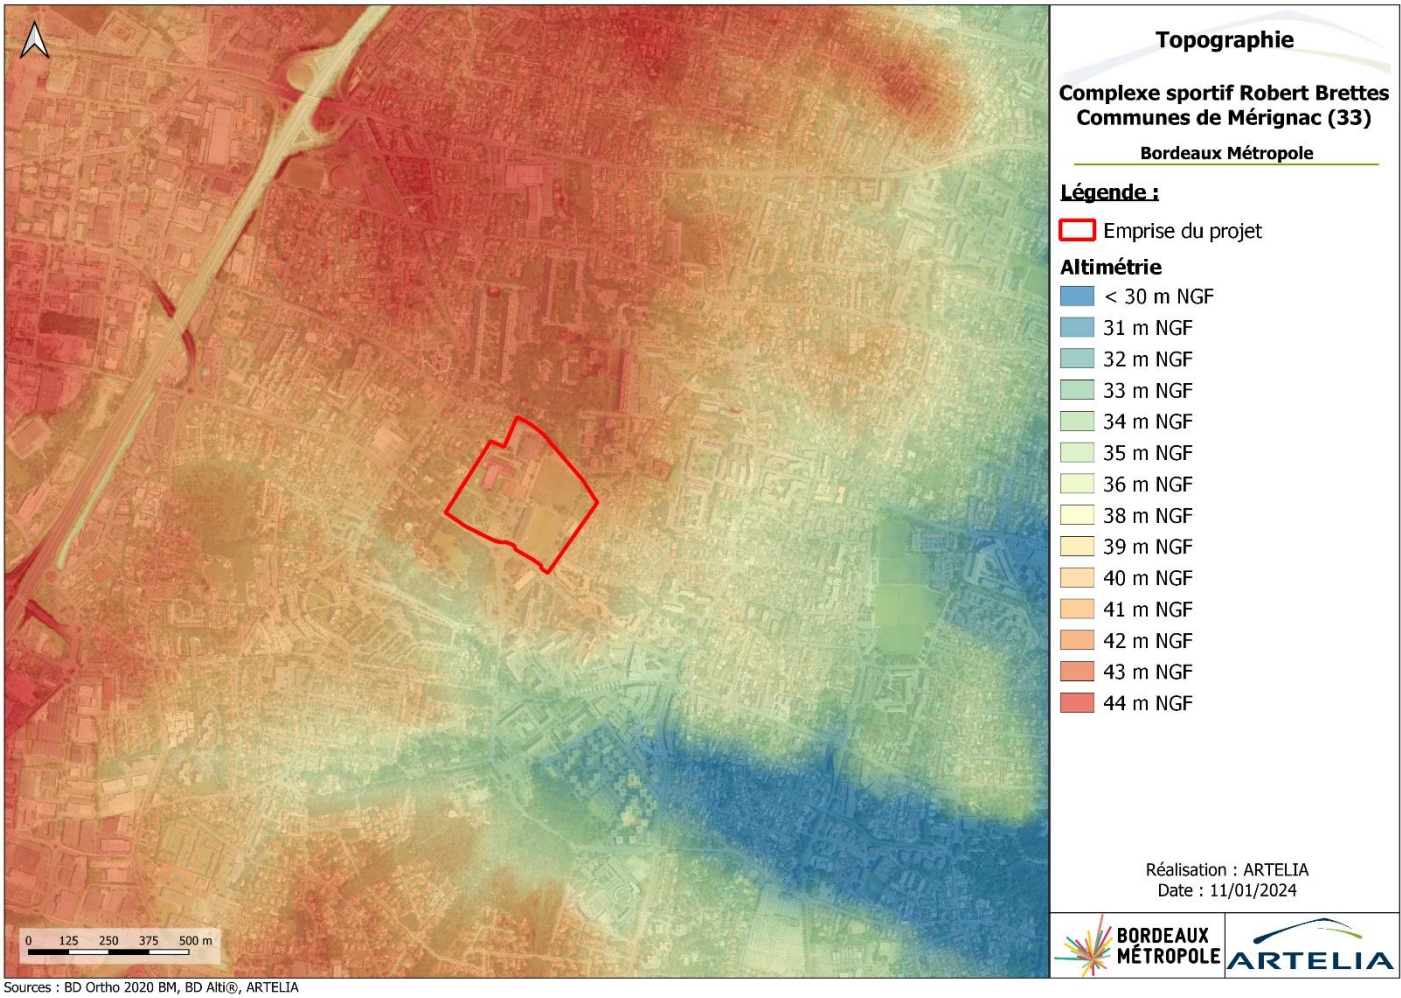 Topographie
Complexe sportif Robert Brettes
Communes de Mérignac (33)
Bordeaux Métropole
Légende :
Emprise du projet
Altimétrie
< 30 m NGF
31 m NGF
32 m NGF
33 m NGF
34 m NGF
35 m NGF
36 m NGF
38 m NGF
39 m NGF
40 m NGF
41 m NGF
42 m NGF
43 m NGF
44 m NGF
Réalisation : ARTELIA
Date : 11/01/2024
BORDEAUX
MÉTROPOLE
ARTELIA
0 125 250 375 500 m
Sources : BD Ortho 2020 BM, BD Alti®, ARTELIA